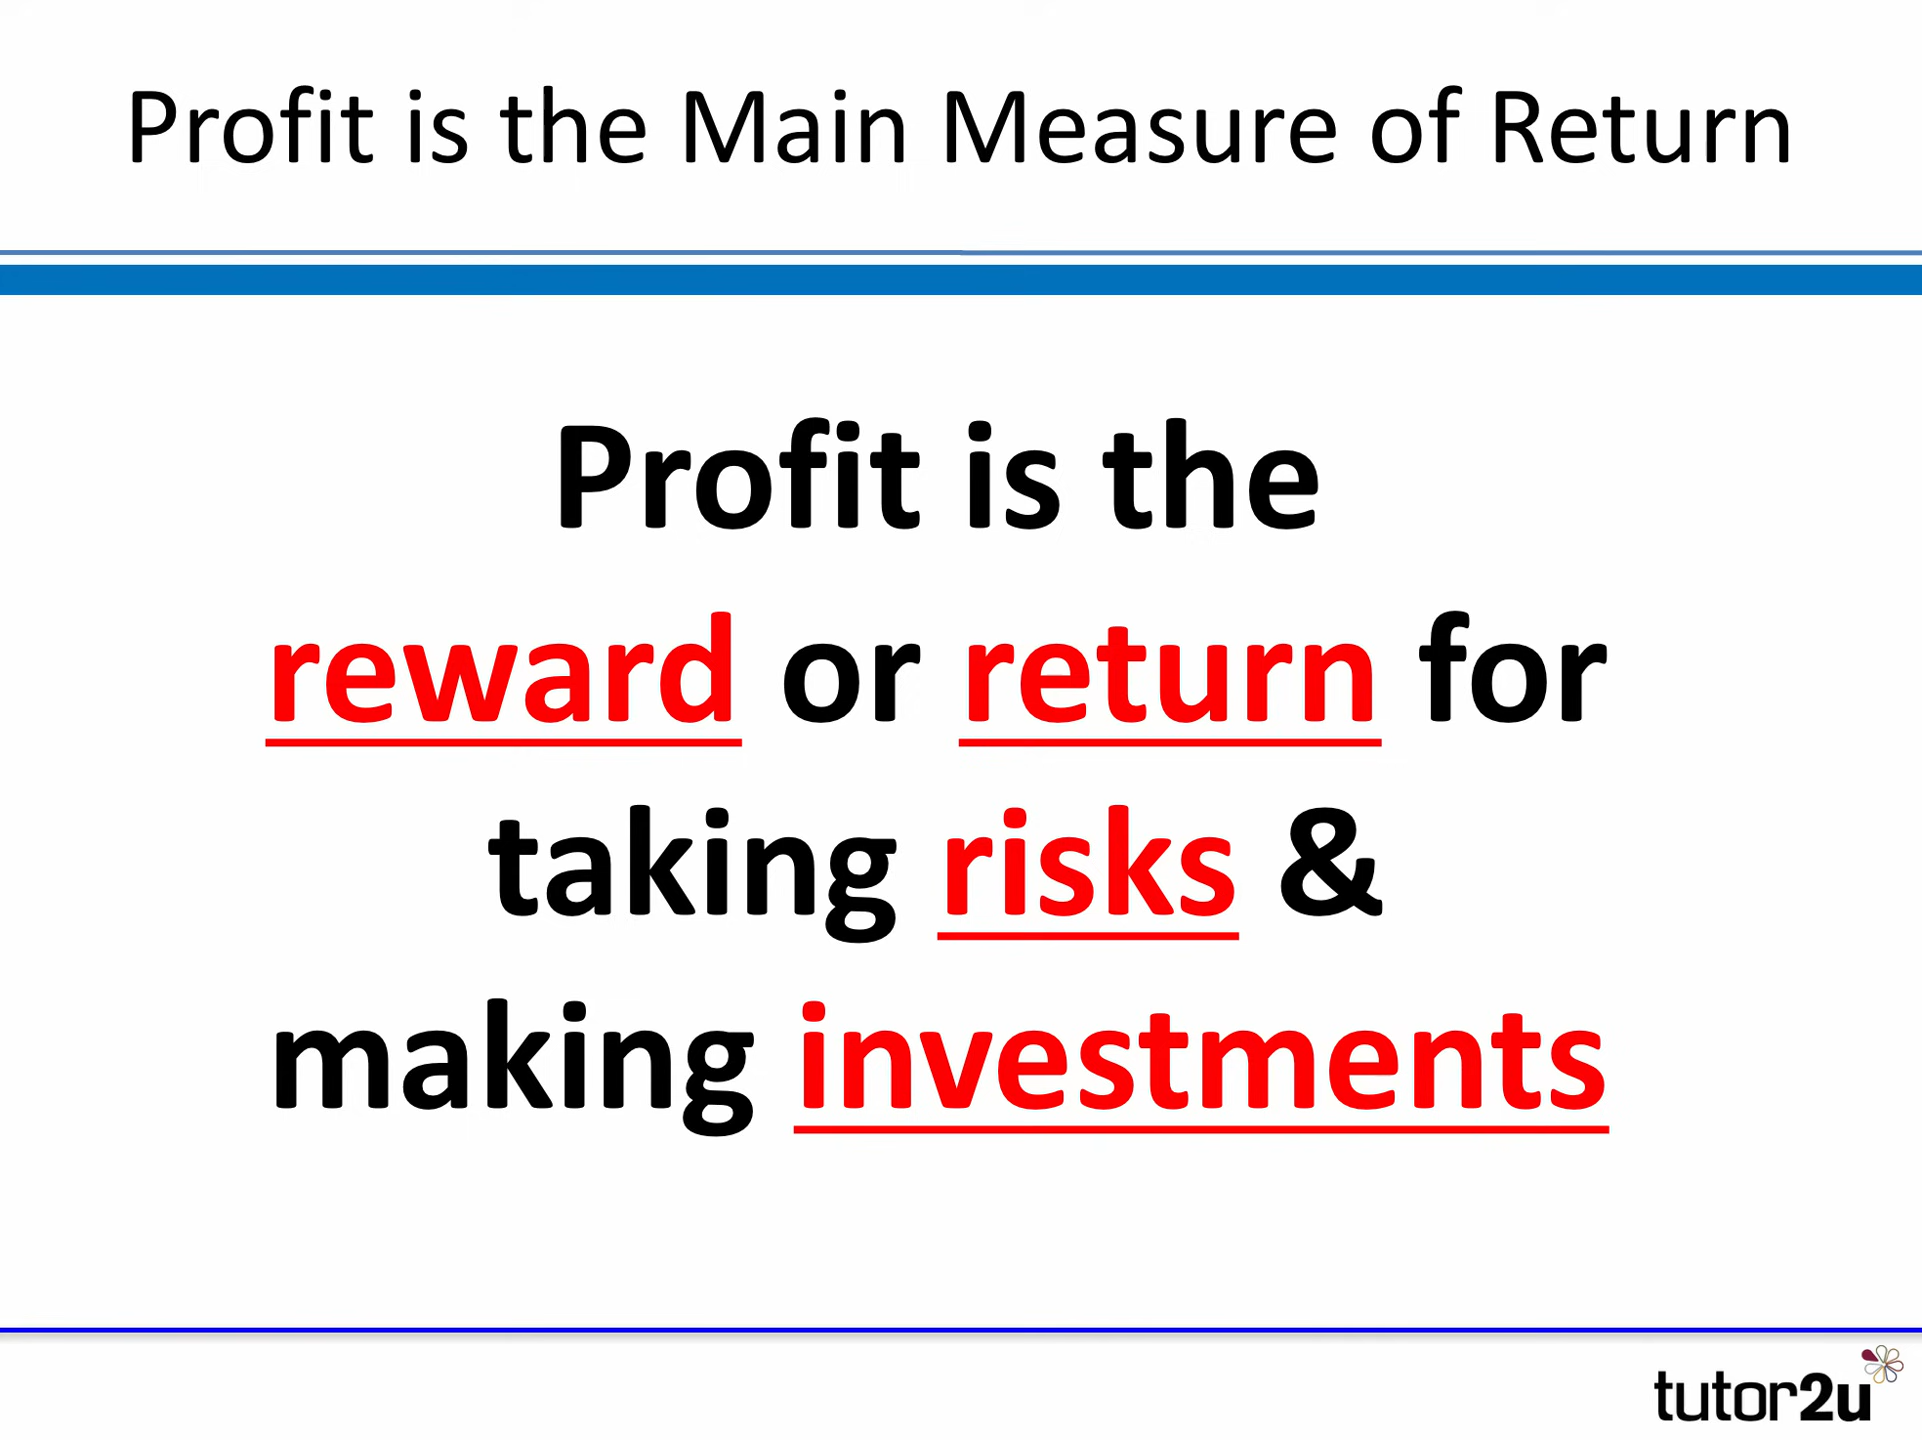 Profit is the Main Measure of Return
Profit is the
reward or return for
taking risks &
making investments
tutor2u